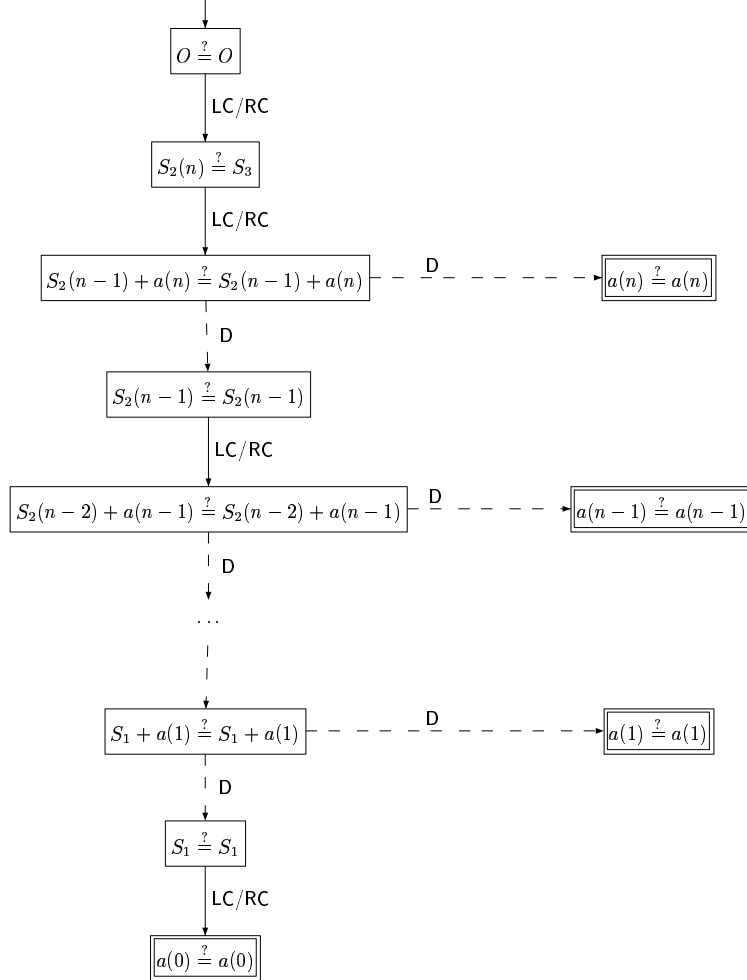 O ≟ O
LC/RC
S₂(n) ≟ S₃
LC/RC
S₂(n − 1) + a(n) ≟ S₂(n − 1) + a(n)
D
a(n) ≟ a(n)
D
S₂(n − 1) ≟ S₂(n − 1)
LC/RC
S₂(n − 2) + a(n − 1) ≟ S₂(n − 2) + a(n − 1)
D
a(n − 1) ≟ a(n − 1)
D
...
S₁ + a(1) ≟ S₁ + a(1)
D
a(1) ≟ a(1)
D
S₁ ≟ S₁
LC/RC
a(0) ≟ a(0)